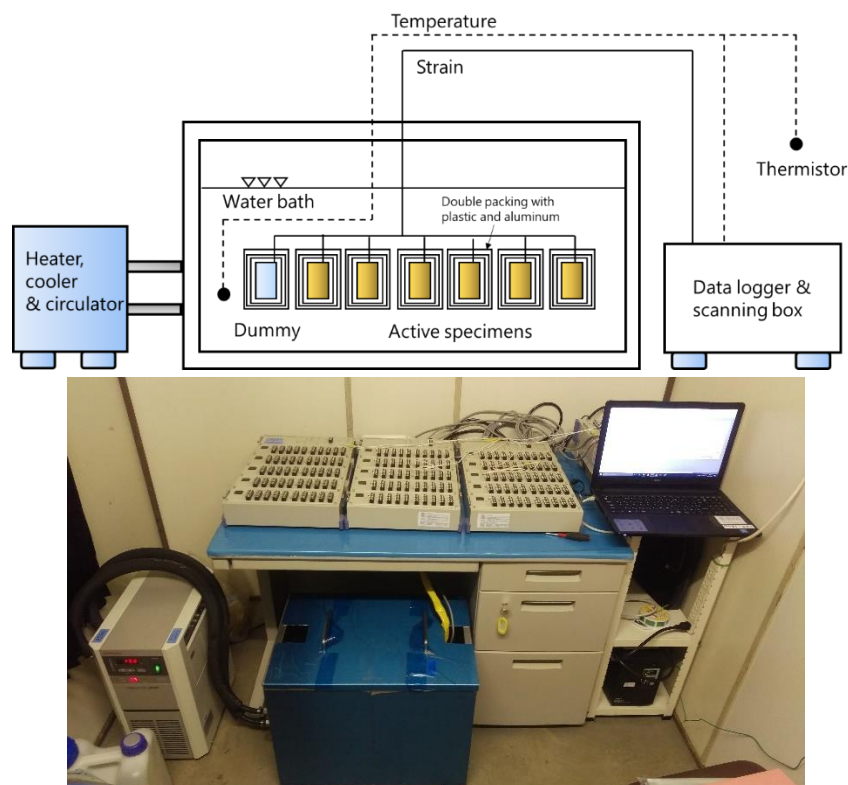 Temperature
Strain
Thermistor
Water bath
Double packing with
plastic and aluminum
Heater,
cooler
& circulator
Data logger &
scanning box
Dummy
Active specimens